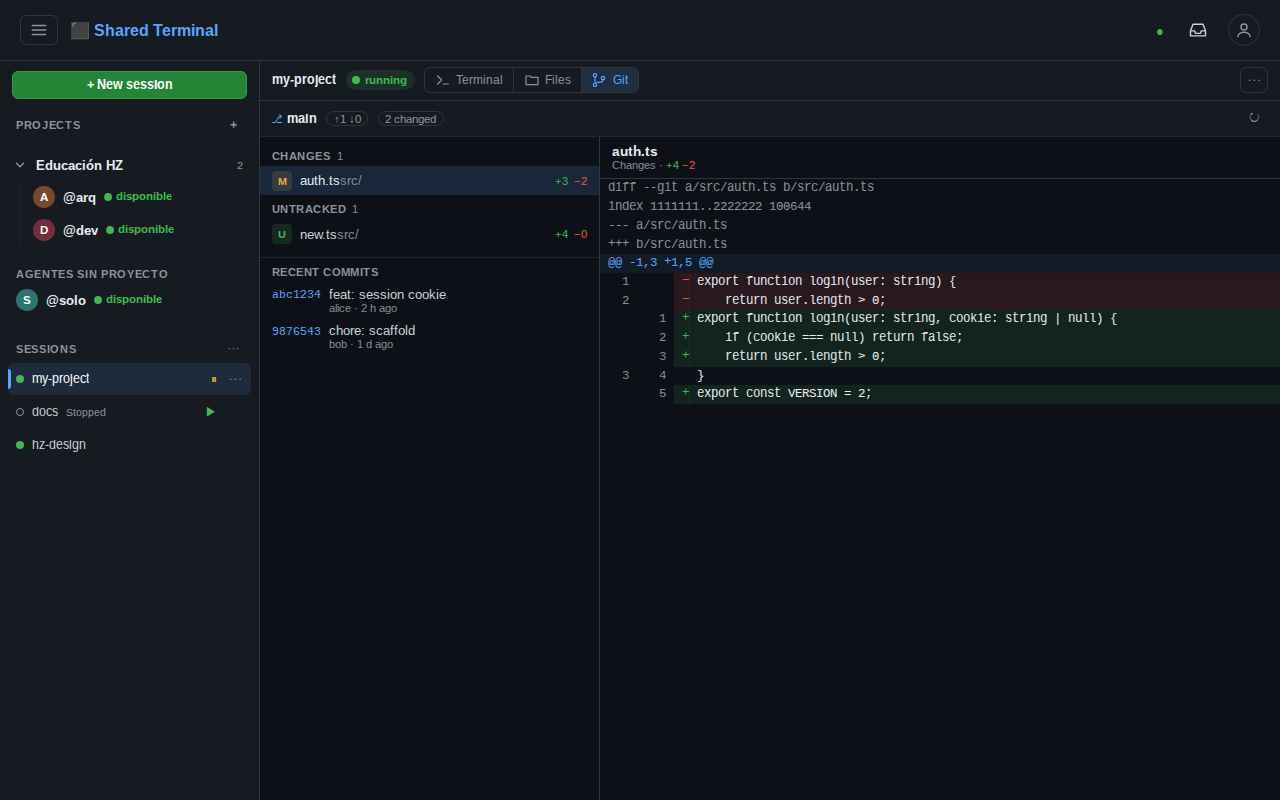 Shared Terminal
+ New session
PROJECTS +
Educación HZ 2
A @arq disponible
D @dev disponible
AGENTES SIN PROYECTO
S @solo disponible
SESSIONS ···
my-project ···
docs Stopped
hz-design
my-project running Terminal Files Git ···
main ↑1 ↓0 2 changed
CHANGES 1
M auth.tssrc/ +3 −2
UNTRACKED 1
U new.tssrc/ +4 −0
RECENT COMMITS
abc1234 feat: session cookie
alice · 2 h ago
9876543 chore: scaffold
bob · 1 d ago
auth.ts
Changes · +4 −2
diff --git a/src/auth.ts b/src/auth.ts
index 1111111..2222222 100644
--- a/src/auth.ts
+++ b/src/auth.ts
@@ -1,3 +1,5 @@
1 − export function login(user: string) {
2 − return user.length > 0;
1 + export function login(user: string, cookie: string | null) {
2 + if (cookie === null) return false;
3 + return user.length > 0;
3 4 }
5 + export const VERSION = 2;